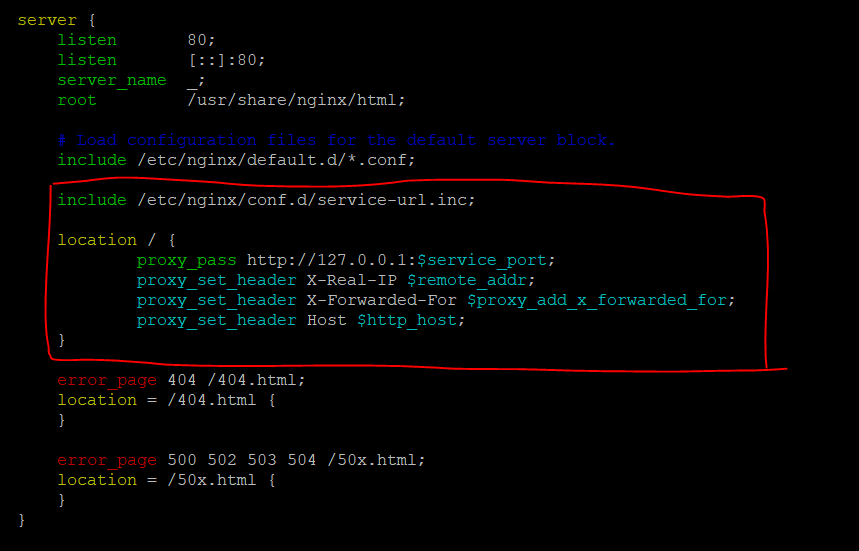 server {
    listen       80;
    listen       [::]:80;
    server_name  _;
    root         /usr/share/nginx/html;
    # Load configuration files for the default server block.
    include /etc/nginx/default.d/*.conf;
    include /etc/nginx/conf.d/service-url.inc;
    location / {
            proxy_pass http://127.0.0.1:$service_port;
            proxy_set_header X-Real-IP $remote_addr;
            proxy_set_header X-Forwarded-For $proxy_add_x_forwarded_for;
            proxy_set_header Host $http_host;
    }
    error_page 404 /404.html;
    location = /404.html {
    }
    error_page 500 502 503 504 /50x.html;
    location = /50x.html {
    }
}